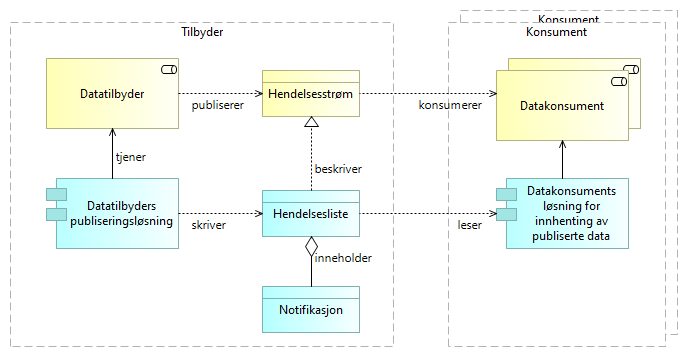 Konsument
Tilbyder
Konsument
Datatilbyder
publiserer
Hendelsesstrøm
konsumerer
Datakonsument
tjener
beskriver
Datatilbyders
publiseringsløsning
skriver
Hendelsesliste
leser
Datakonsuments
løsning for
innhenting av
publiserte data
inneholder
Notifikasjon